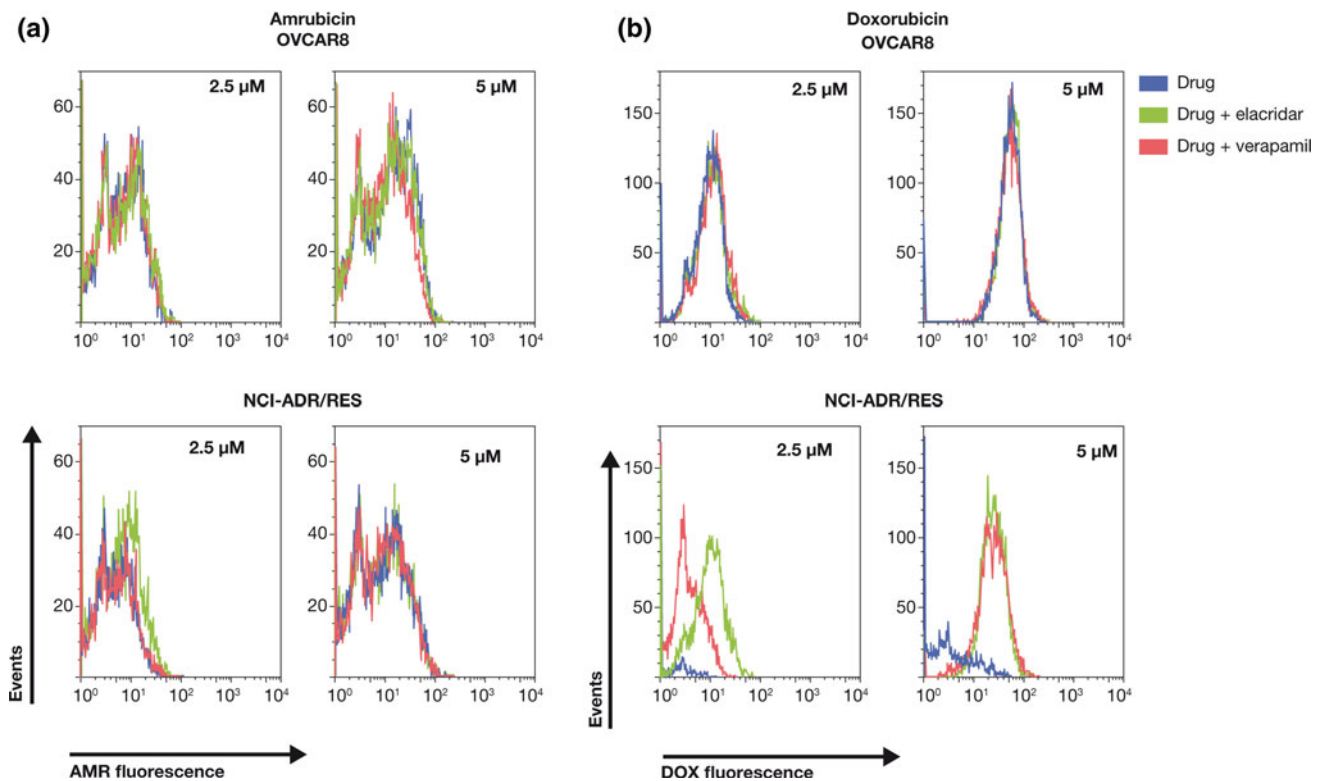 (a)
Amrubicin
OVCAR8
2.5 µM
60
40
20
10⁰ 10¹ 10² 10³ 10⁴
5 µM
60
40
20
10⁰ 10¹ 10² 10³ 10⁴
NCI-ADR/RES
2.5 µM
60
40
20
10⁰ 10¹ 10² 10³ 10⁴
5 µM
60
40
20
10⁰ 10¹ 10² 10³ 10⁴
Events
AMR fluorescence
(b)
Doxorubicin
OVCAR8
2.5 µM
150
100
50
10⁰ 10¹ 10² 10³ 10⁴
5 µM
150
100
50
10⁰ 10¹ 10² 10³ 10⁴
Drug
Drug + elacridar
Drug + verapamil
NCI-ADR/RES
2.5 µM
150
100
50
10⁰ 10¹ 10² 10³ 10⁴
5 µM
150
100
50
10⁰ 10¹ 10² 10³ 10⁴
Events
DOX fluorescence